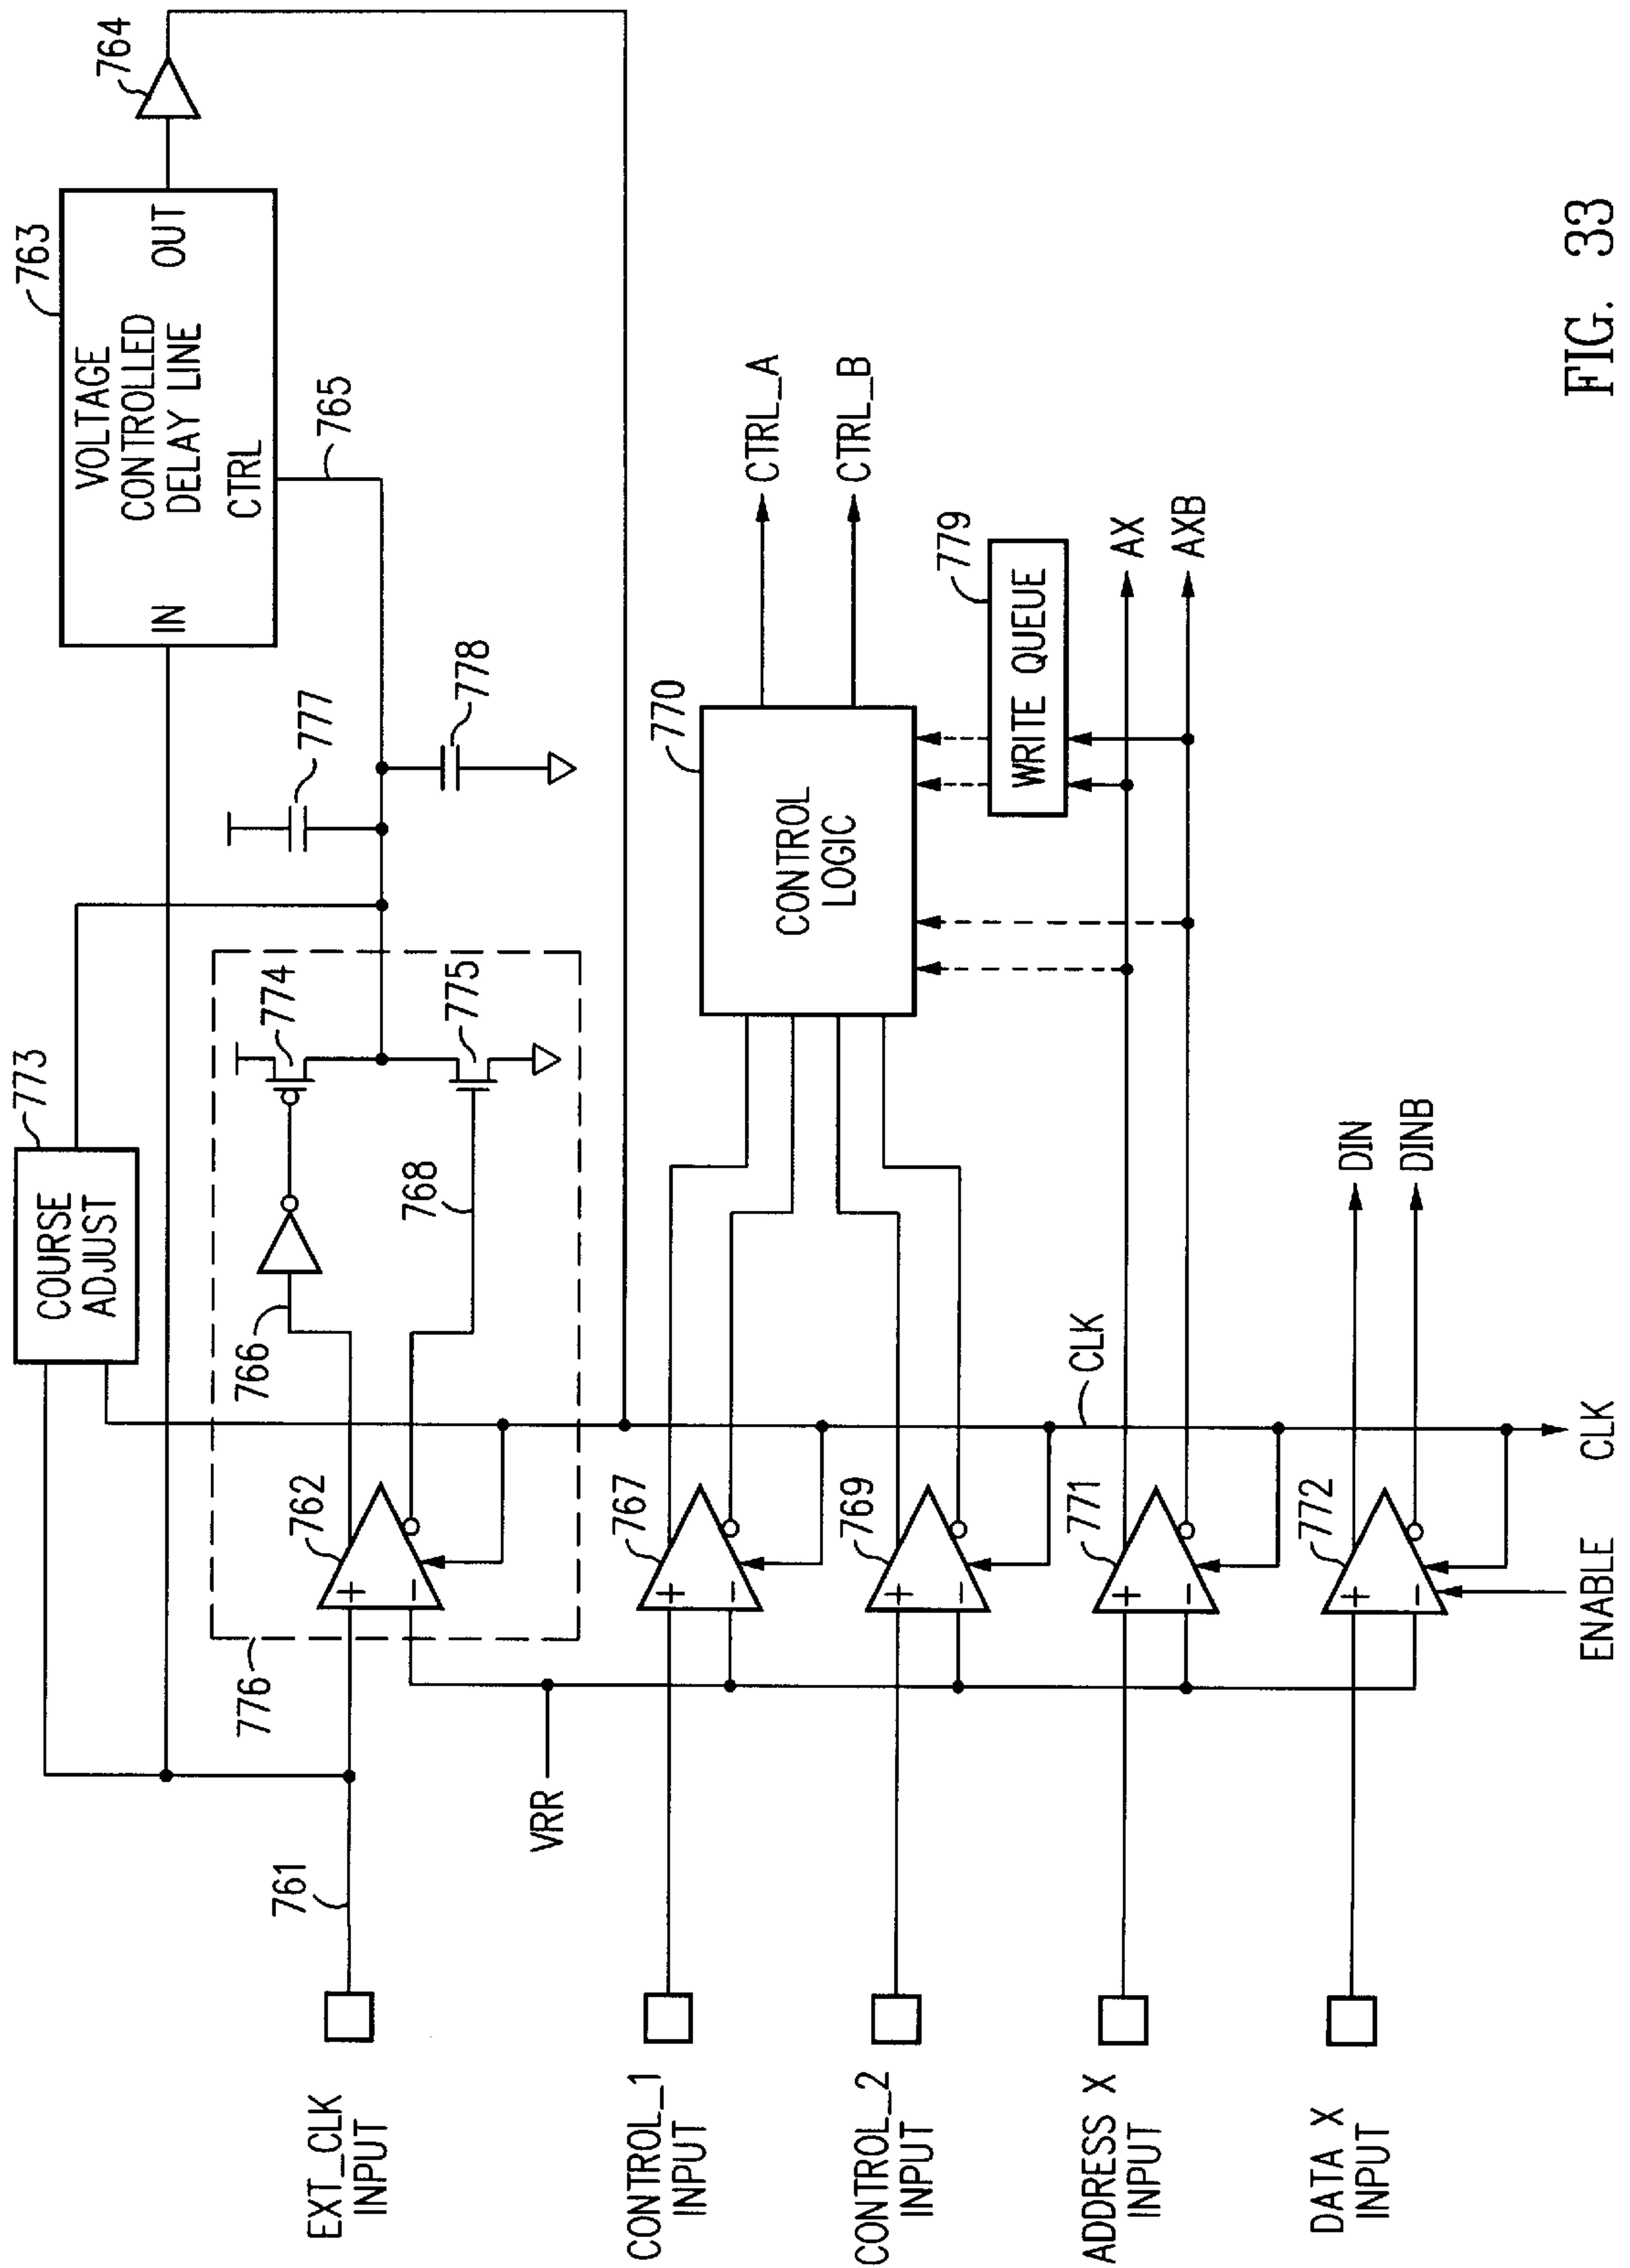 773
COURSE
ADJUST
763
VOLTAGE
CONTROLLED
DELAY LINE
IN
OUT
CTRL
764
765
777
778
776
766
774
762
+
−
768
775
761
EXT_CLK
INPUT
VRR
CONTROL_1
INPUT
767
+
−
770
CONTROL
LOGIC
CTRL_A
CTRL_B
CONTROL_2
INPUT
769
+
−
779
WRITE QUEUE
CLK
ADDRESS X
INPUT
771
+
−
AX
AXB
DATA X
INPUT
772
+
−
DIN
DINB
ENABLE
CLK
FIG. 33